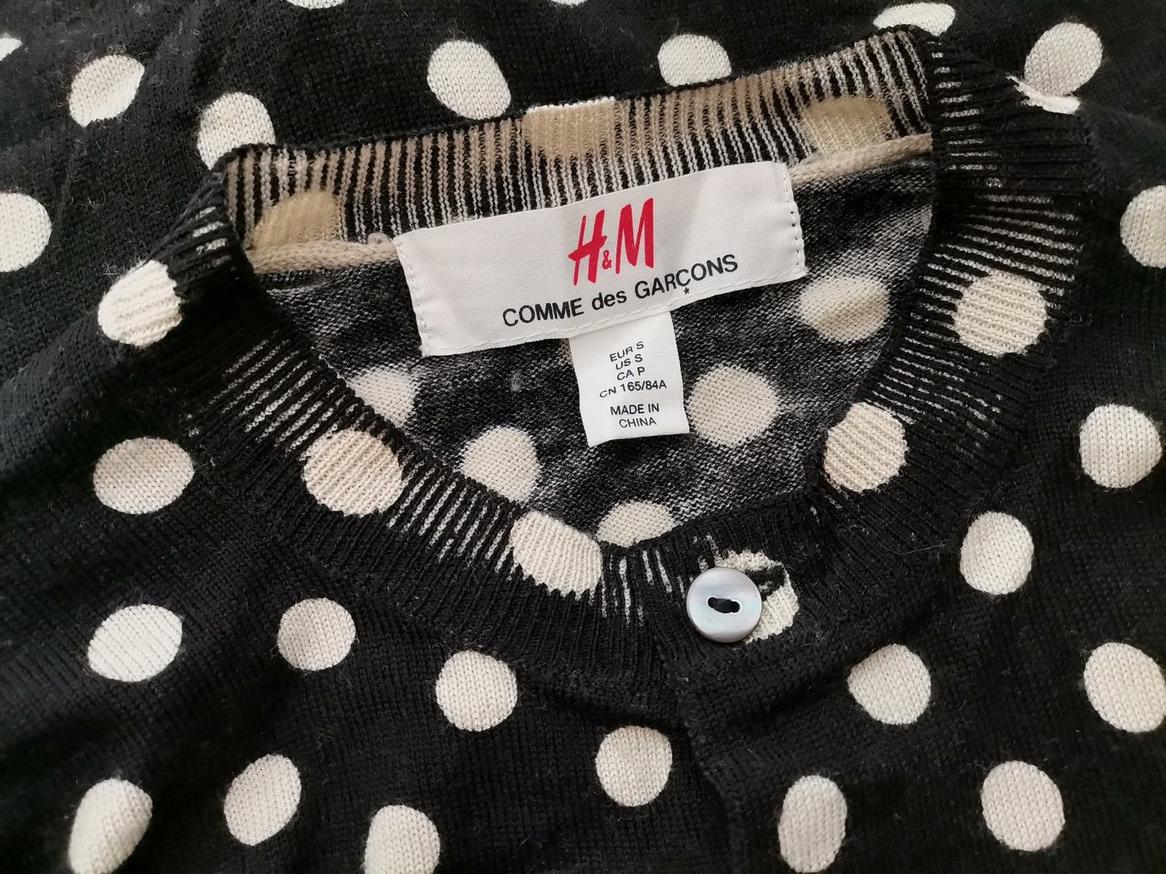 H&M
COMME des GARÇONS
*
EUR S
US S
CA P
CN 165/84A
MADE IN
CHINA